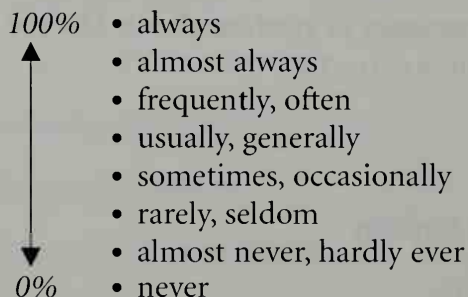 100% • always
• almost always
• frequently, often
• usually, generally
• sometimes, occasionally
• rarely, seldom
• almost never, hardly ever
0% • never